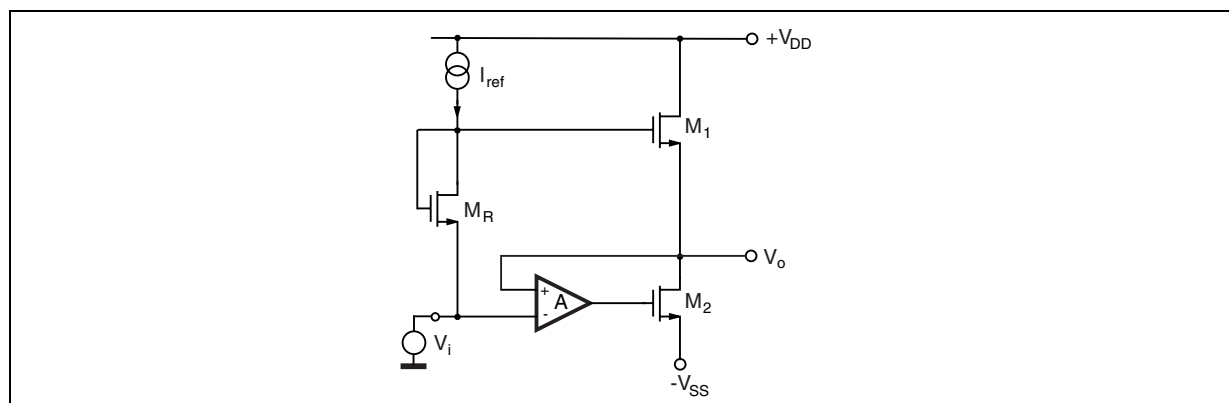 +V_DD
I_ref
M_1
M_R
V_o
+
A
-
M_2
V_i
-V_SS